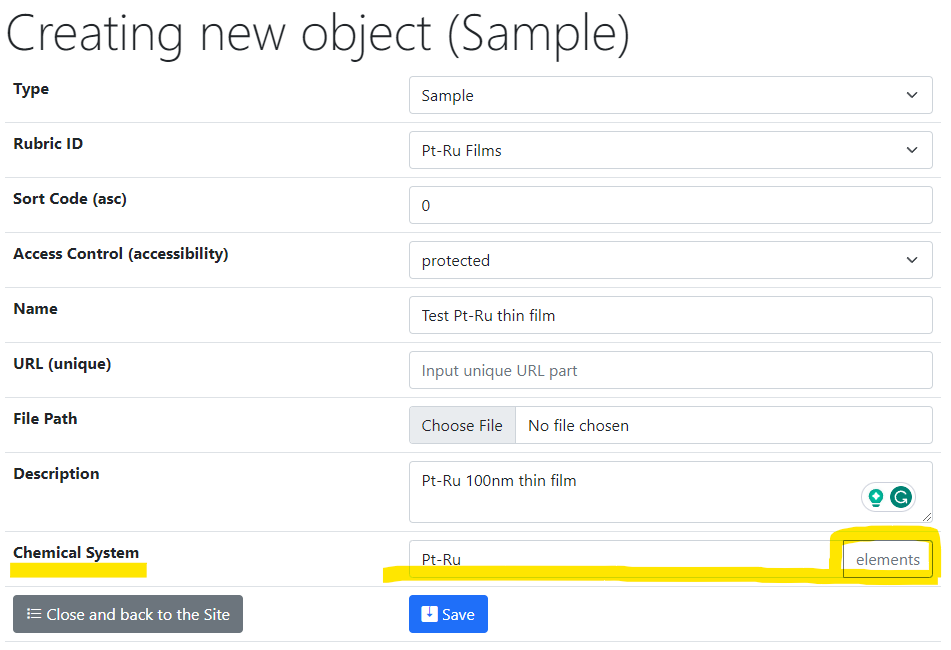 Creating new object (Sample)
Type
Sample
Rubric ID
Pt-Ru Films
Sort Code (asc)
0
Access Control (accessibility)
protected
Name
Test Pt-Ru thin film
URL (unique)
Input unique URL part
File Path
Choose File No file chosen
Description
Pt-Ru 100nm thin film
Chemical System
Pt-Ru
elements
Close and back to the Site
Save